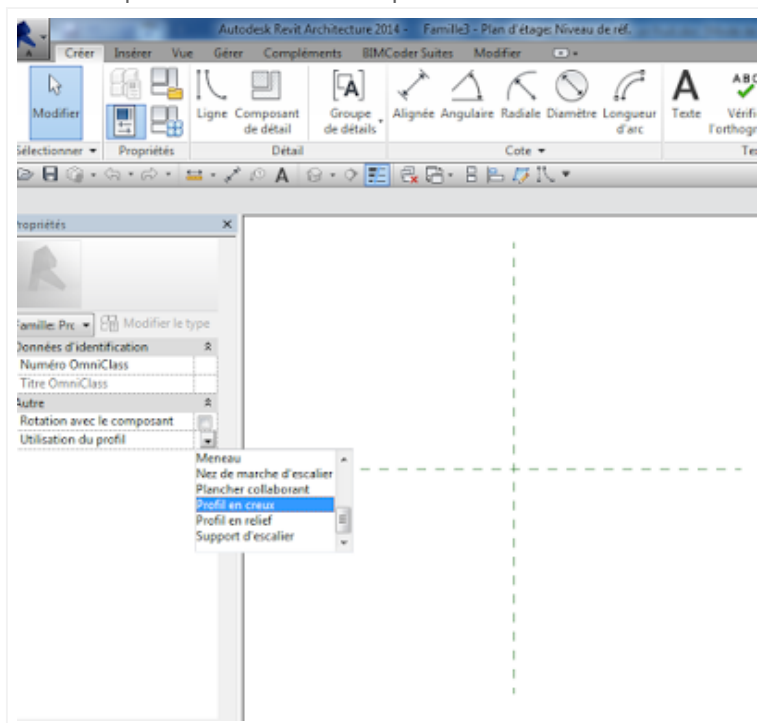 Autodesk Revit Architecture 2014 - Famille3 - Plan d'étage: Niveau de réf.
Créer Insérer Vue Gérer Compléments BIMCoder Suites Modifier
Modifier Ligne Composant de détail Groupe de détails Alignée Angulaire Radiale Diamètre Longueur d'arc Texte
Sélectionner Propriétés Détail Cote
Propriétés
Modifier le type
Données d'identification
Numéro OmniClass
Titre OmniClass
Autre
Rotation avec le composant
Utilisation du profil
Meneau
Nez de marche d'escalier
Plancher collaborant
Profil en creux
Profil en relief
Support d'escalier